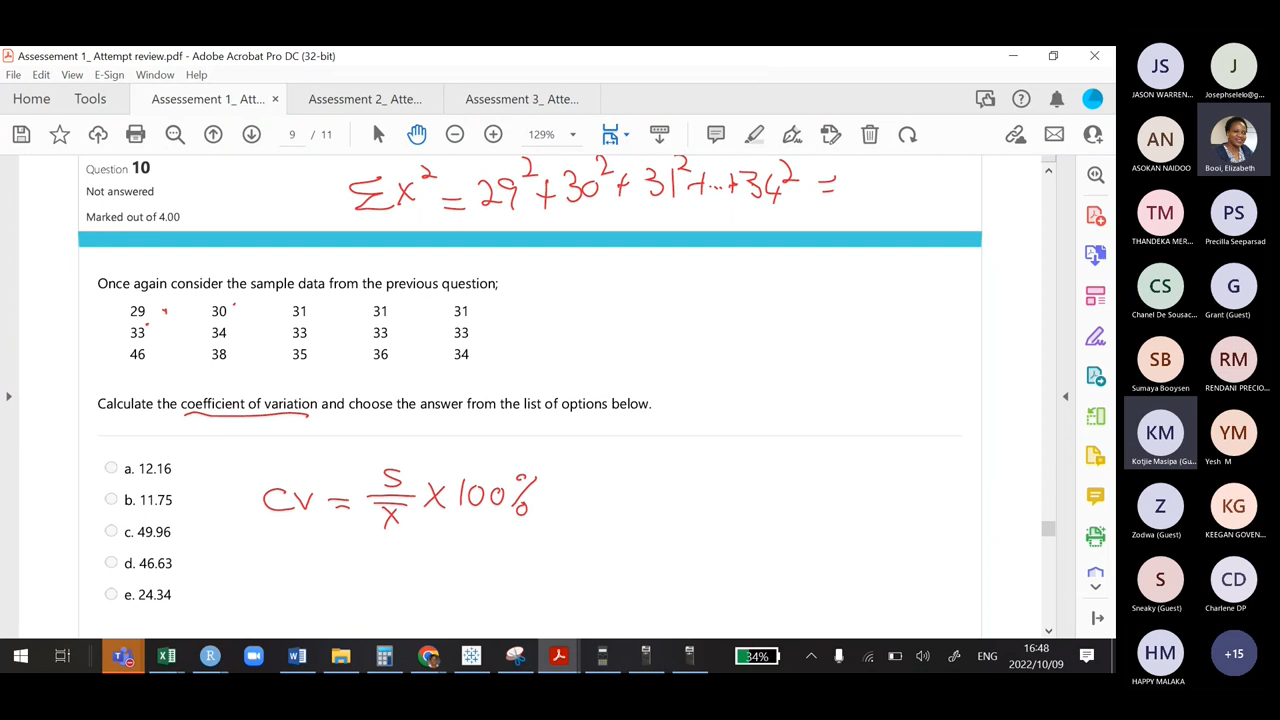 Assessement 1_ Attempt review.pdf - Adobe Acrobat Pro DC (32-bit)
File Edit View E-Sign Window Help
Home Tools Assessement 1_ Att... × Assessment 2_ Atte... Assessment 3_ Atte...
9 / 11 129%
Question 10
Not answered
Marked out of 4.00
∑x² = 29² + 30² + 31² + ... + 34² =
Once again consider the sample data from the previous question;
29 30 31 31 31
33 34 33 33 33
46 38 35 36 34
Calculate the coefficient of variation and choose the answer from the list of options below.
a. 12.16
b. 11.75
c. 49.96
d. 46.63
e. 24.34
CV = S/x̄ × 100%
34%
ENG
16:48
2022/10/09
JS
JASON WARREN...
J
Josephselelo@g...
AN
ASOKAN NAIDOO
Booi, Elizabeth
TM
THANDEKA MER...
PS
Precilla Seeparsad
CS
Chanel De Sousac...
G
Grant (Guest)
SB
Sumaya Booysen
RM
RENDANI PRECIO...
KM
Kotjie Masipa (Gu...
YM
Yesh M
Z
Zodwa (Guest)
KG
KEEGAN GOVEN...
S
Sneaky (Guest)
CD
Charlene DP
HM
HAPPY MALAKA
+15